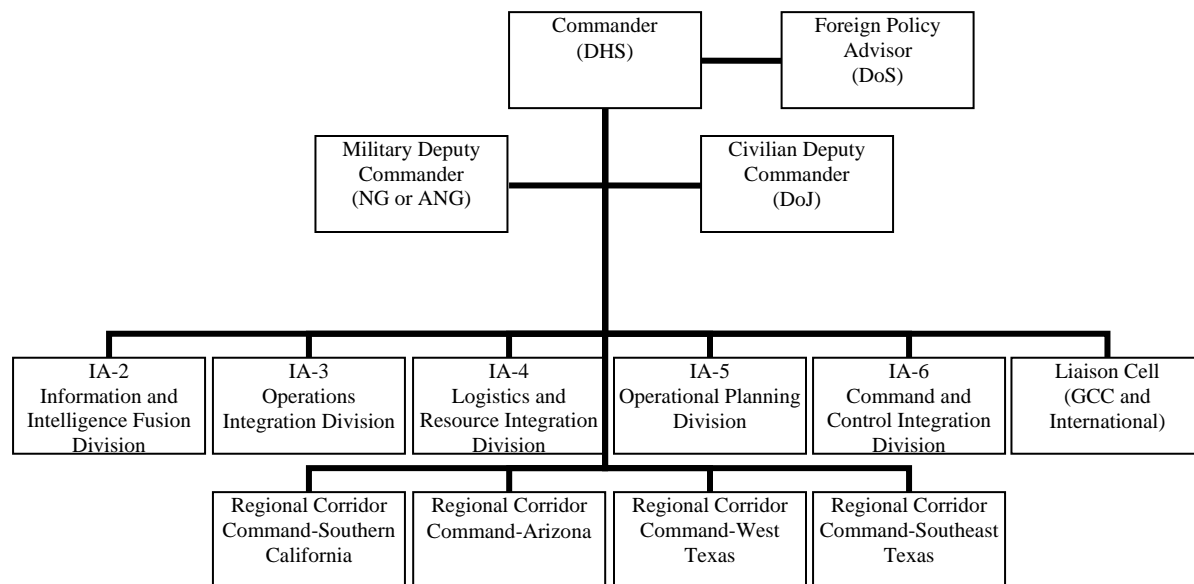 Commander
(DHS)
Foreign Policy
Advisor
(DoS)
Military Deputy
Commander
(NG or ANG)
Civilian Deputy
Commander
(DoJ)
IA-2
Information and
Intelligence Fusion
Division
IA-3
Operations
Integration Division
IA-4
Logistics and
Resource Integration
Division
IA-5
Operational Planning
Division
IA-6
Command and
Control Integration
Division
Liaison Cell
(GCC and
International)
Regional Corridor
Command-Southern
California
Regional Corridor
Command-Arizona
Regional Corridor
Command-West
Texas
Regional Corridor
Command-Southeast
Texas